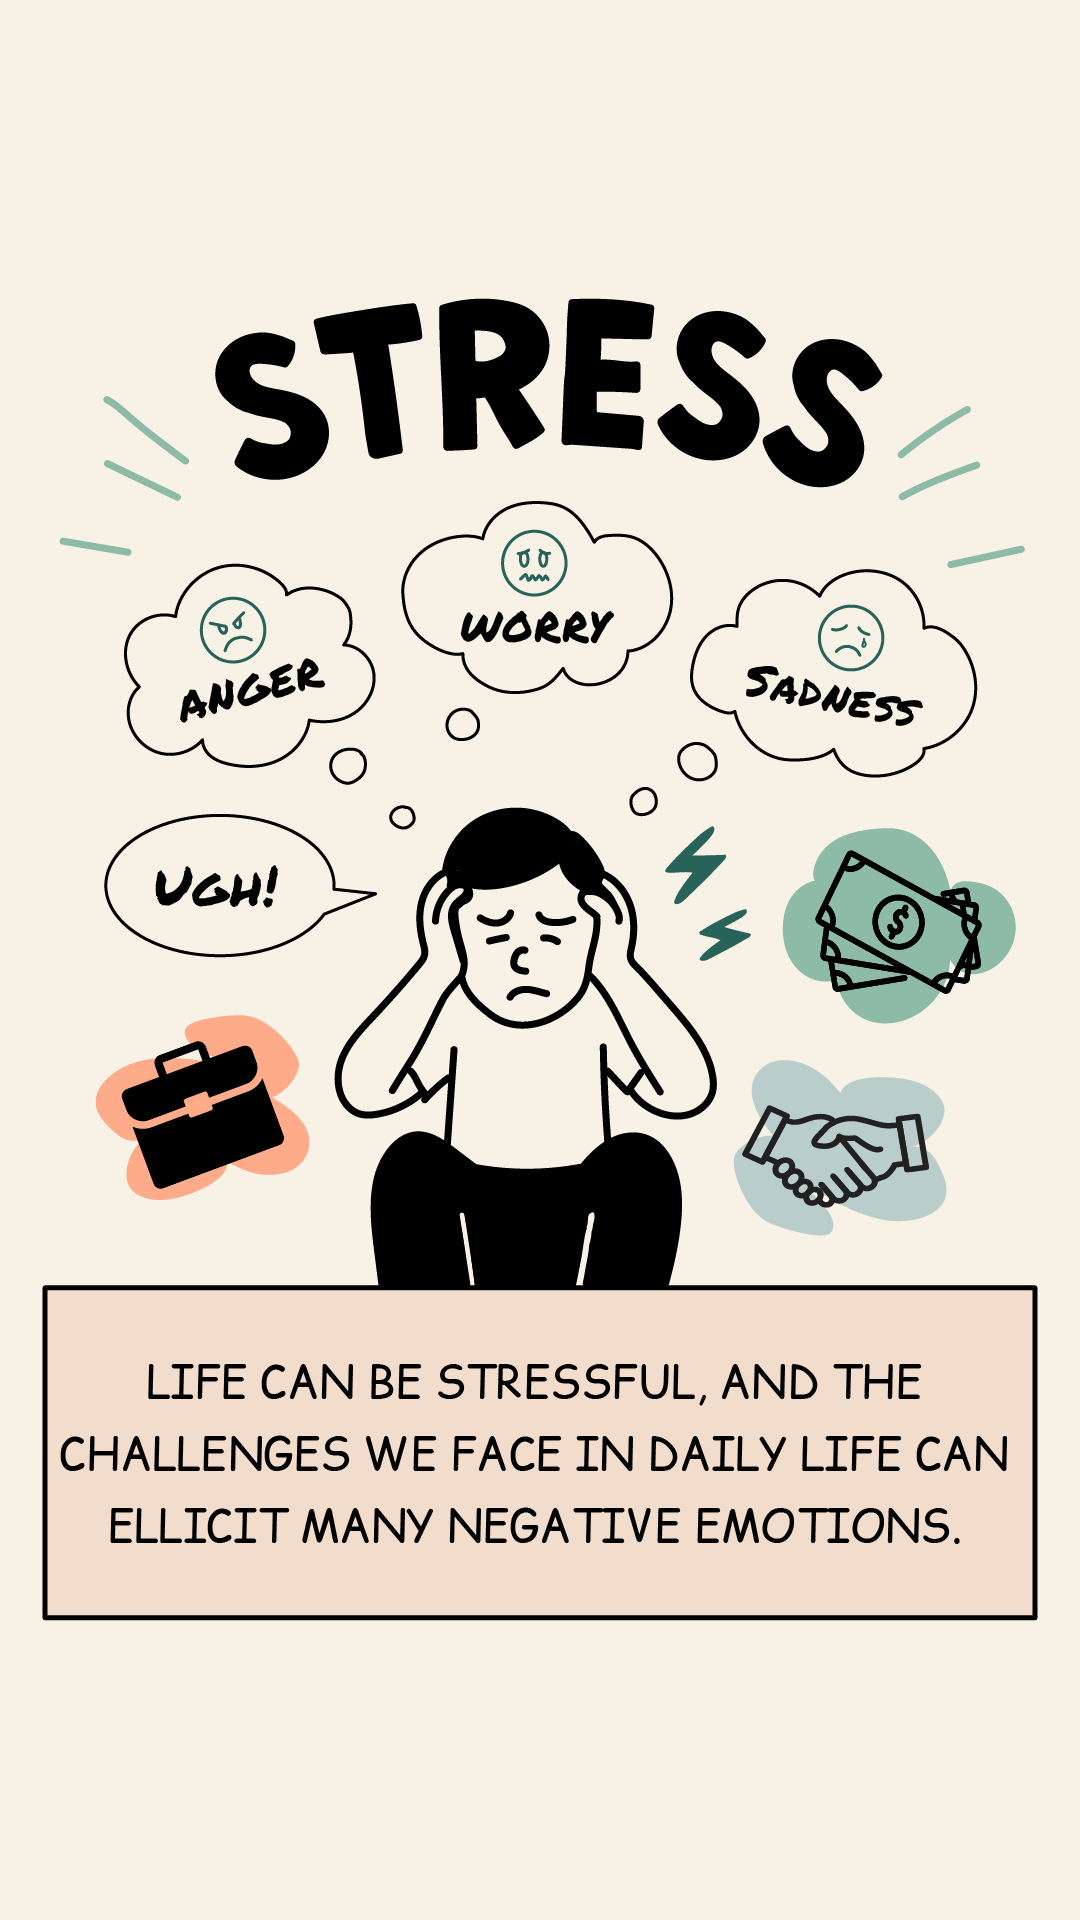 STRESS
WORRY
ANGER
SADNESS
UGH!
$
LIFE CAN BE STRESSFUL, AND THE
CHALLENGES WE FACE IN DAILY LIFE CAN
ELLICIT MANY NEGATIVE EMOTIONS.